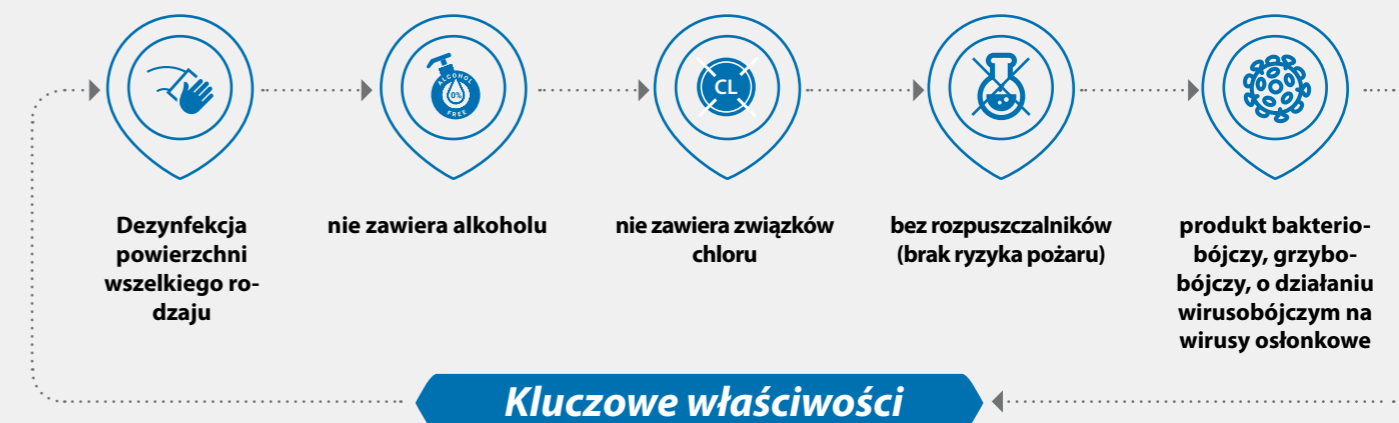 ALCOHOL
0%
FREE
CL
Dezynfekcja
powierzchni
wszelkiego ro-
dzaju
nie zawiera alkoholu
nie zawiera związków
chloru
bez rozpuszczalników
(brak ryzyka pożaru)
produkt bakterio-
bójczy, grzybo-
bójczy, o działaniu
wirusobójczym na
wirusy osłonkowe
Kluczowe właściwości